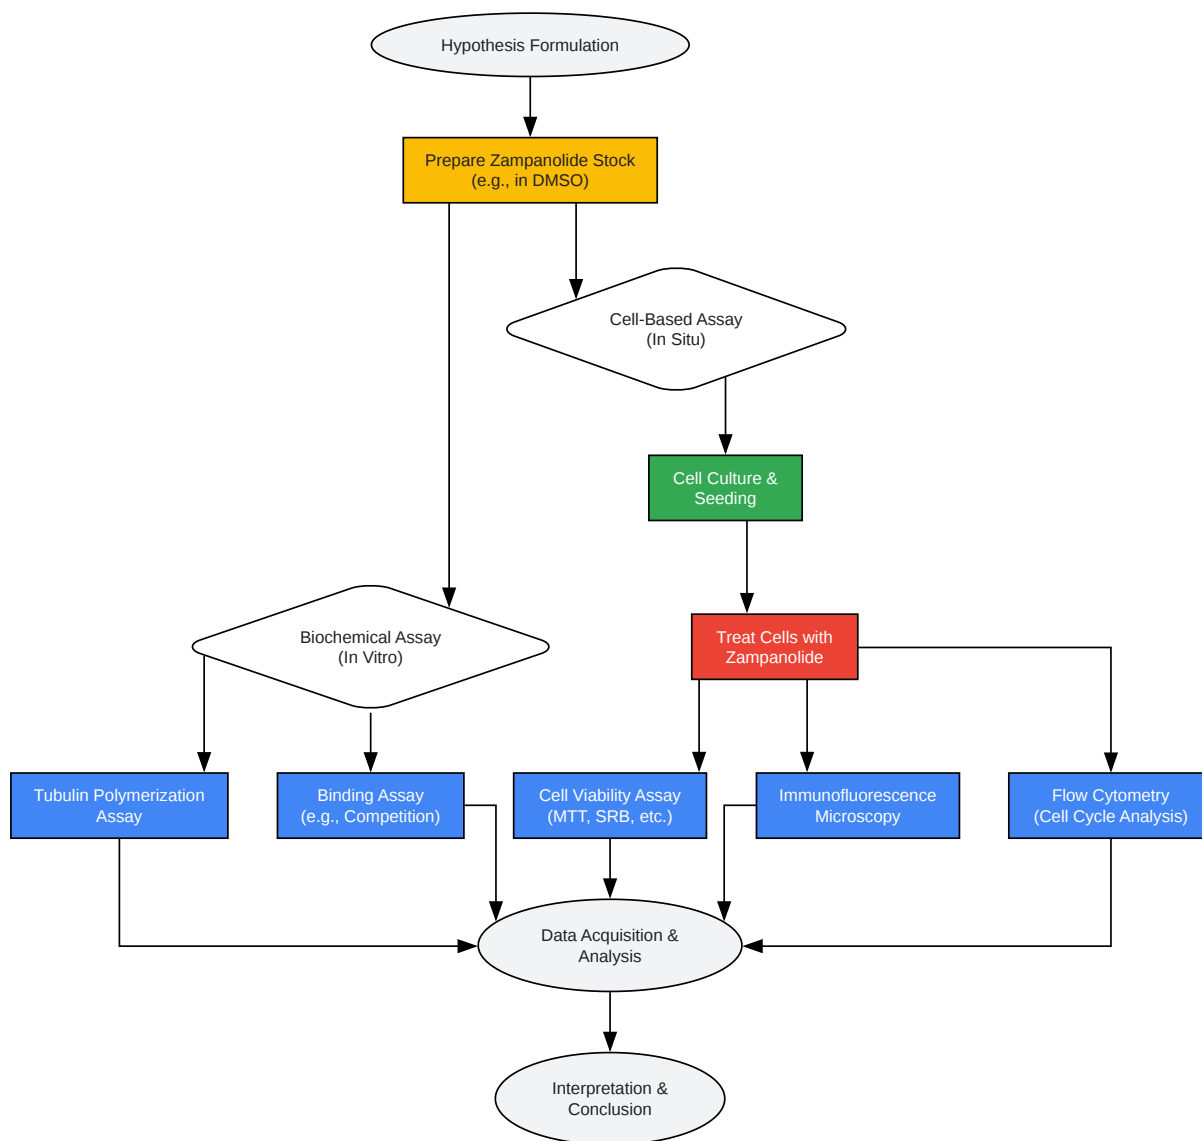 Hypothesis Formulation
Prepare Zampanolide Stock
(e.g., in DMSO)
Cell-Based Assay
(In Situ)
Cell Culture &
Seeding
Biochemical Assay
(In Vitro)
Treat Cells with
Zampanolide
Tubulin Polymerization
Assay
Binding Assay
(e.g., Competition)
Cell Viability Assay
(MTT, SRB, etc.)
Immunofluorescence
Microscopy
Flow Cytometry
(Cell Cycle Analysis)
Data Acquisition &
Analysis
Interpretation &
Conclusion